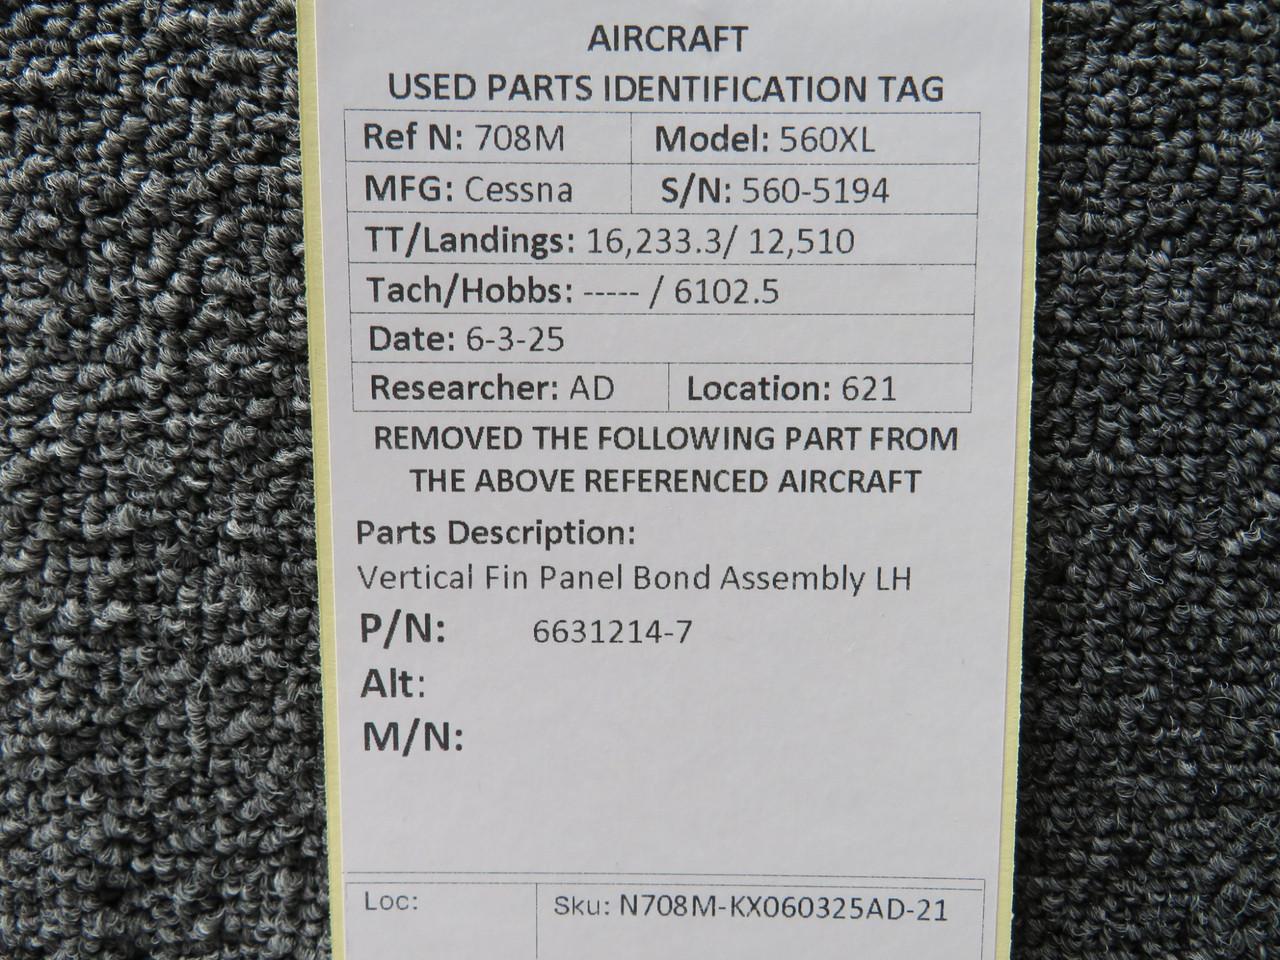 AIRCRAFT
USED PARTS IDENTIFICATION TAG
Ref N: 708M Model: 560XL
MFG: Cessna S/N: 560-5194
TT/Landings: 16,233.3/ 12,510
Tach/Hobbs: ----- / 6102.5
Date: 6-3-25
Researcher: AD Location: 621
REMOVED THE FOLLOWING PART FROM
THE ABOVE REFERENCED AIRCRAFT
Parts Description:
Vertical Fin Panel Bond Assembly LH
P/N: 6631214-7
Alt:
M/N:
Loc: Sku: N708M-KX060325AD-21